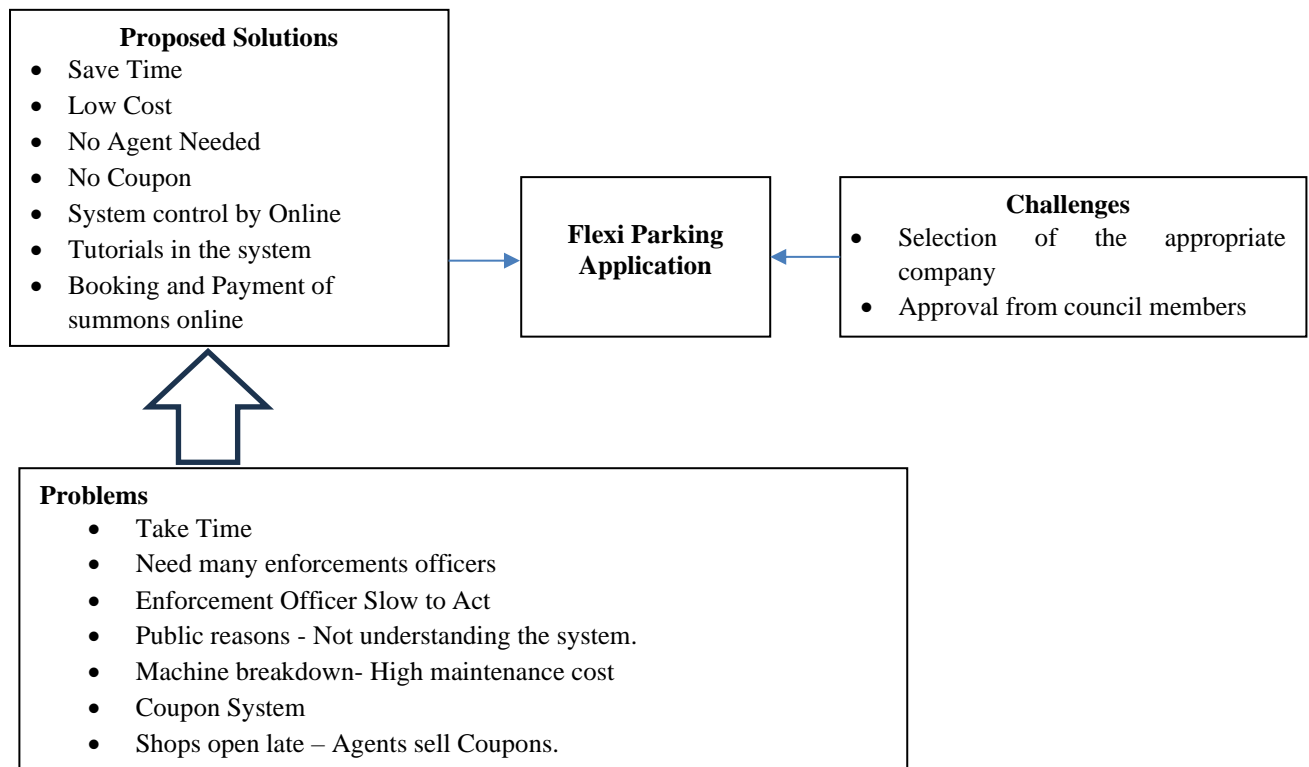 Proposed Solutions
• Save Time
• Low Cost
• No Agent Needed
• No Coupon
• System control by Online
• Tutorials in the system
• Booking and Payment of
summons online
Flexi Parking
Application
Challenges
• Selection of the appropriate
company
• Approval from council members
Problems
• Take Time
• Need many enforcements officers
• Enforcement Officer Slow to Act
• Public reasons - Not understanding the system.
• Machine breakdown- High maintenance cost
• Coupon System
• Shops open late – Agents sell Coupons.